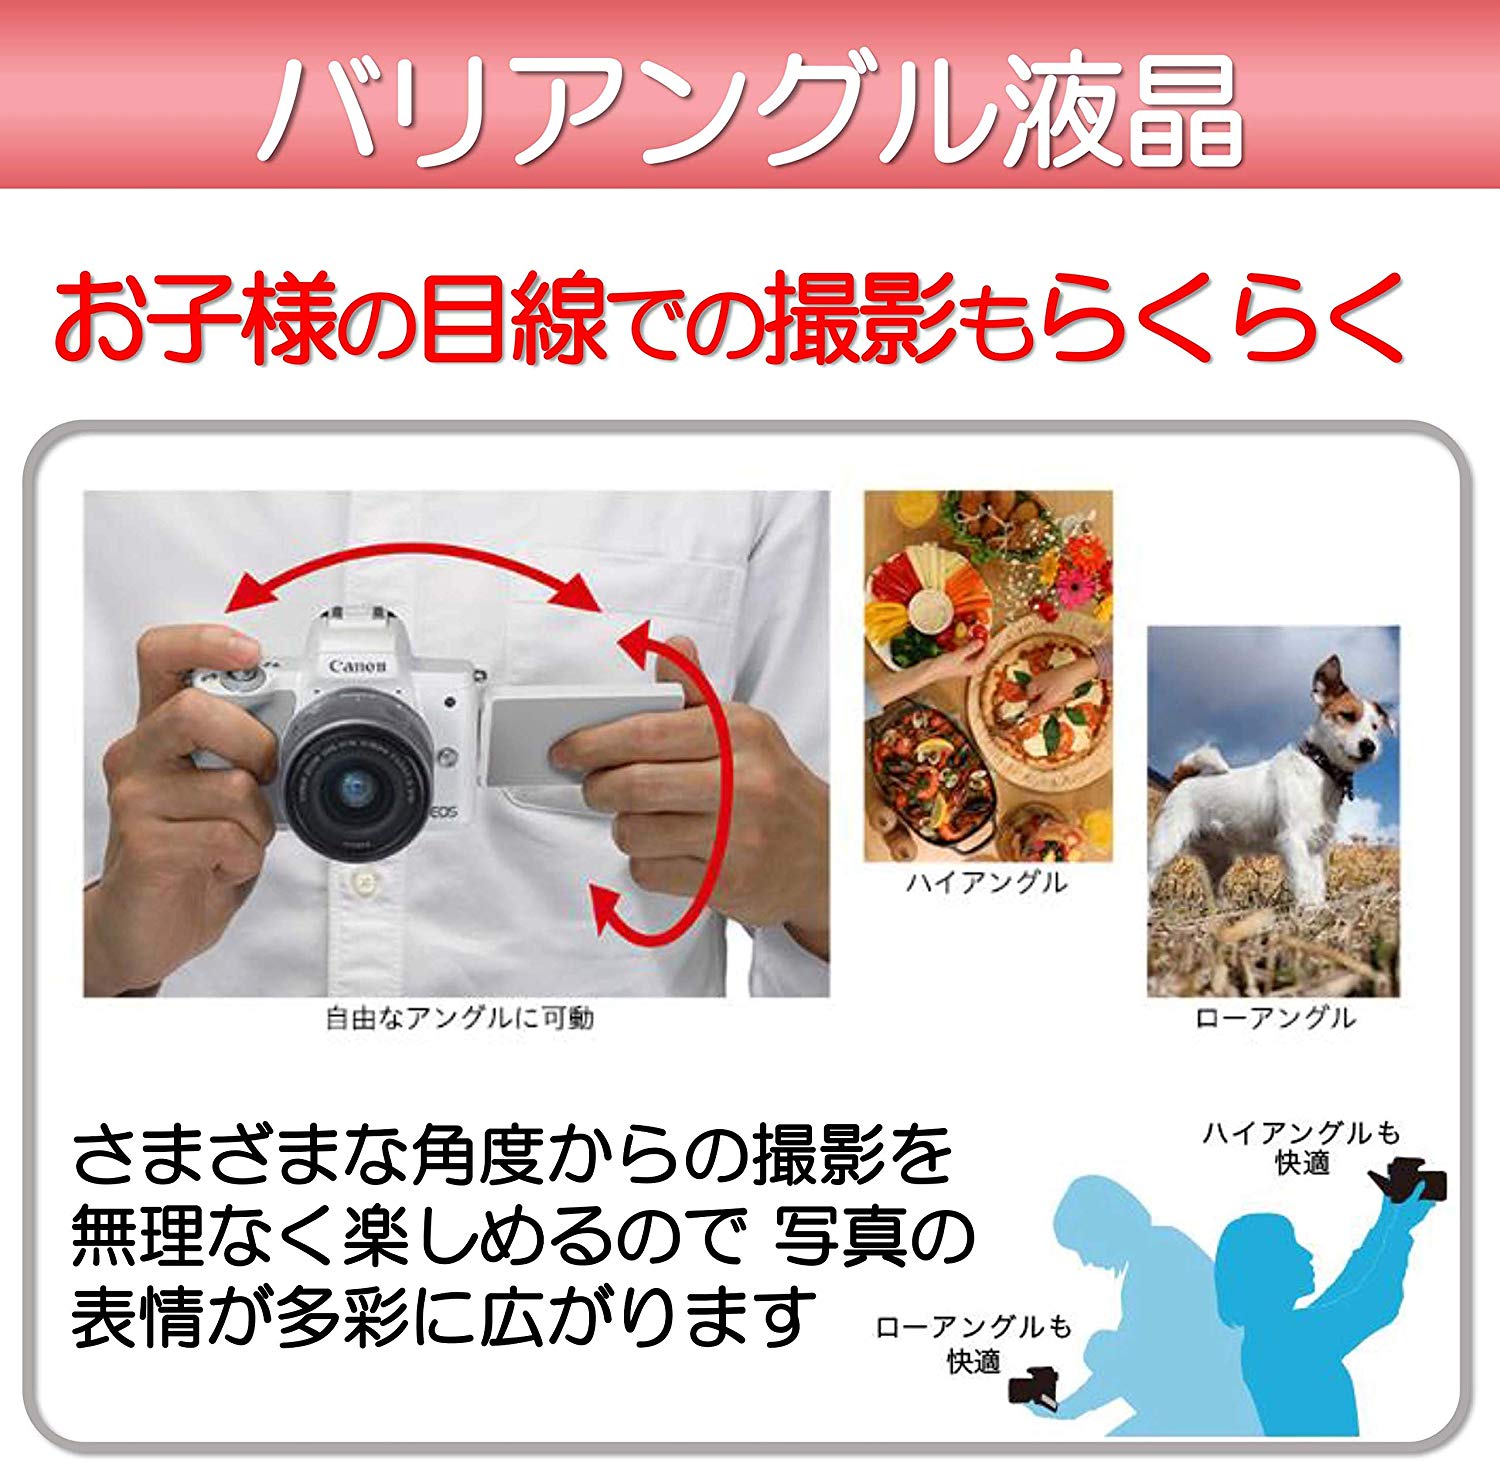 バリアングル液晶
お子様の目線での撮影もらくらく
Canon
EOS
自由なアングルに可動
ハイアングル
ローアングル
さまざまな角度からの撮影を
無理なく楽しめるので 写真の
表情が多彩に広がります
ハイアングルも
快適
ローアングルも
快適